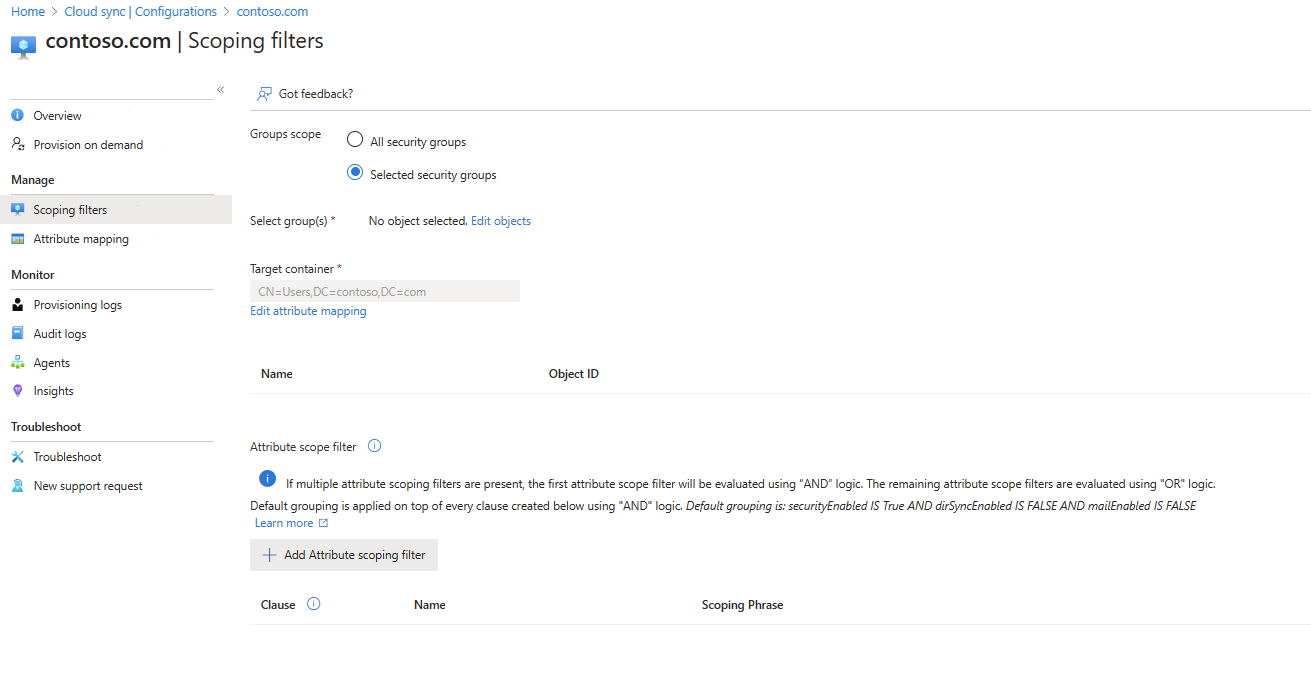 Home > Cloud sync | Configurations > contoso.com
contoso.com | Scoping filters
«
Overview
Provision on demand
Manage
Scoping filters
Attribute mapping
Monitor
Provisioning logs
Audit logs
Agents
Insights
Troubleshoot
Troubleshoot
New support request
Got feedback?
Groups scope
All security groups
Selected security groups
Select group(s) * No object selected. Edit objects
Target container *
CN=Users,DC=contoso,DC=com
Edit attribute mapping
Name Object ID
Attribute scope filter
If multiple attribute scoping filters are present, the first attribute scope filter will be evaluated using "AND" logic. The remaining attribute scope filters are evaluated using "OR" logic.
Default grouping is applied on top of every clause created below using "AND" logic. Default grouping is: securityEnabled IS True AND dirSyncEnabled IS FALSE AND mailEnabled IS FALSE
Learn more
+ Add Attribute scoping filter
Clause Name Scoping Phrase